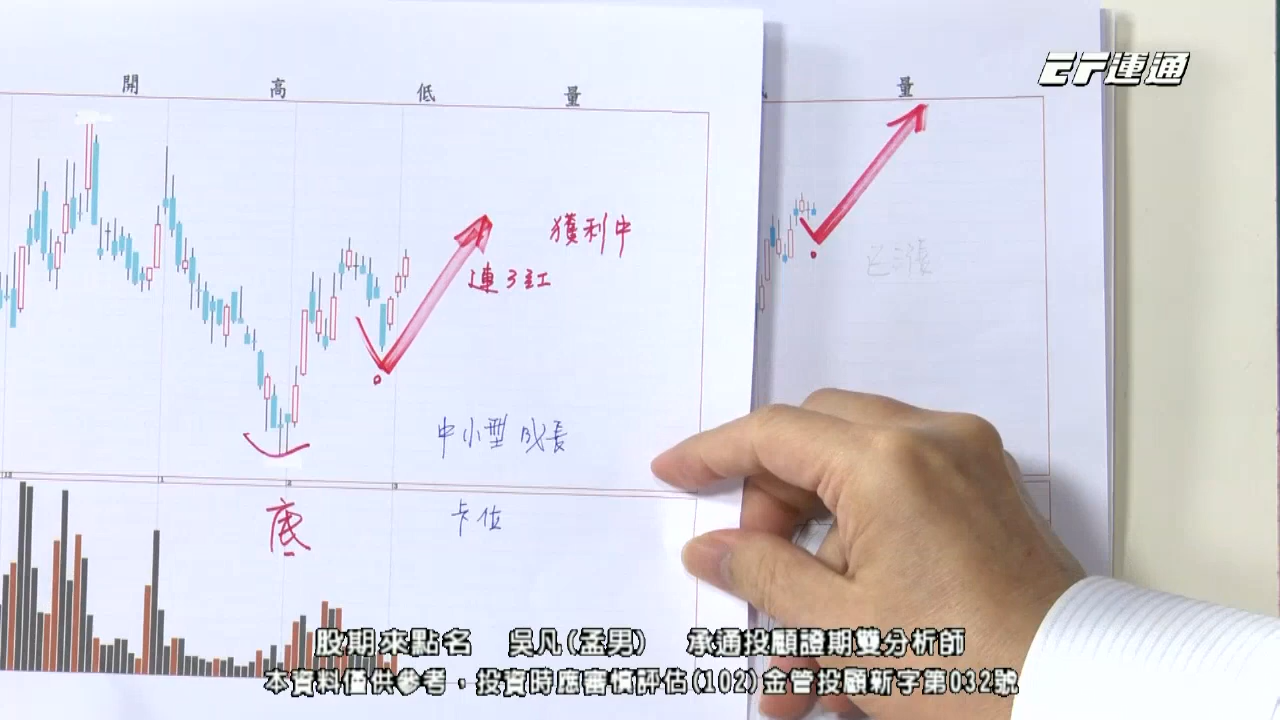 EF運通
開 高 低 量
量
獲利中
連3紅
已漲
中小型成長
卡位
底
股期來點名 吳凡(孟男) 承通投顧證期雙分析師
本資料僅供參考，投資時應審慎評估(102)金管投顧新字第032號